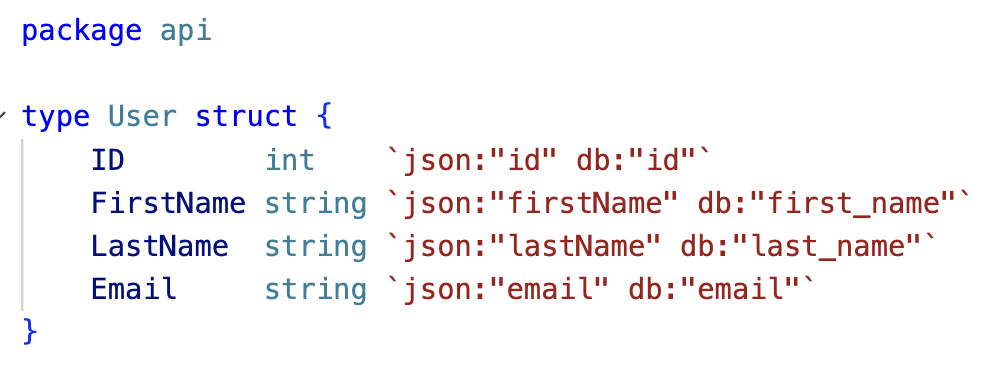 package api
type User struct {
    ID        int    `json:"id" db:"id"`
    FirstName string `json:"firstName" db:"first_name"`
    LastName  string `json:"lastName" db:"last_name"`
    Email     string `json:"email" db:"email"`
}